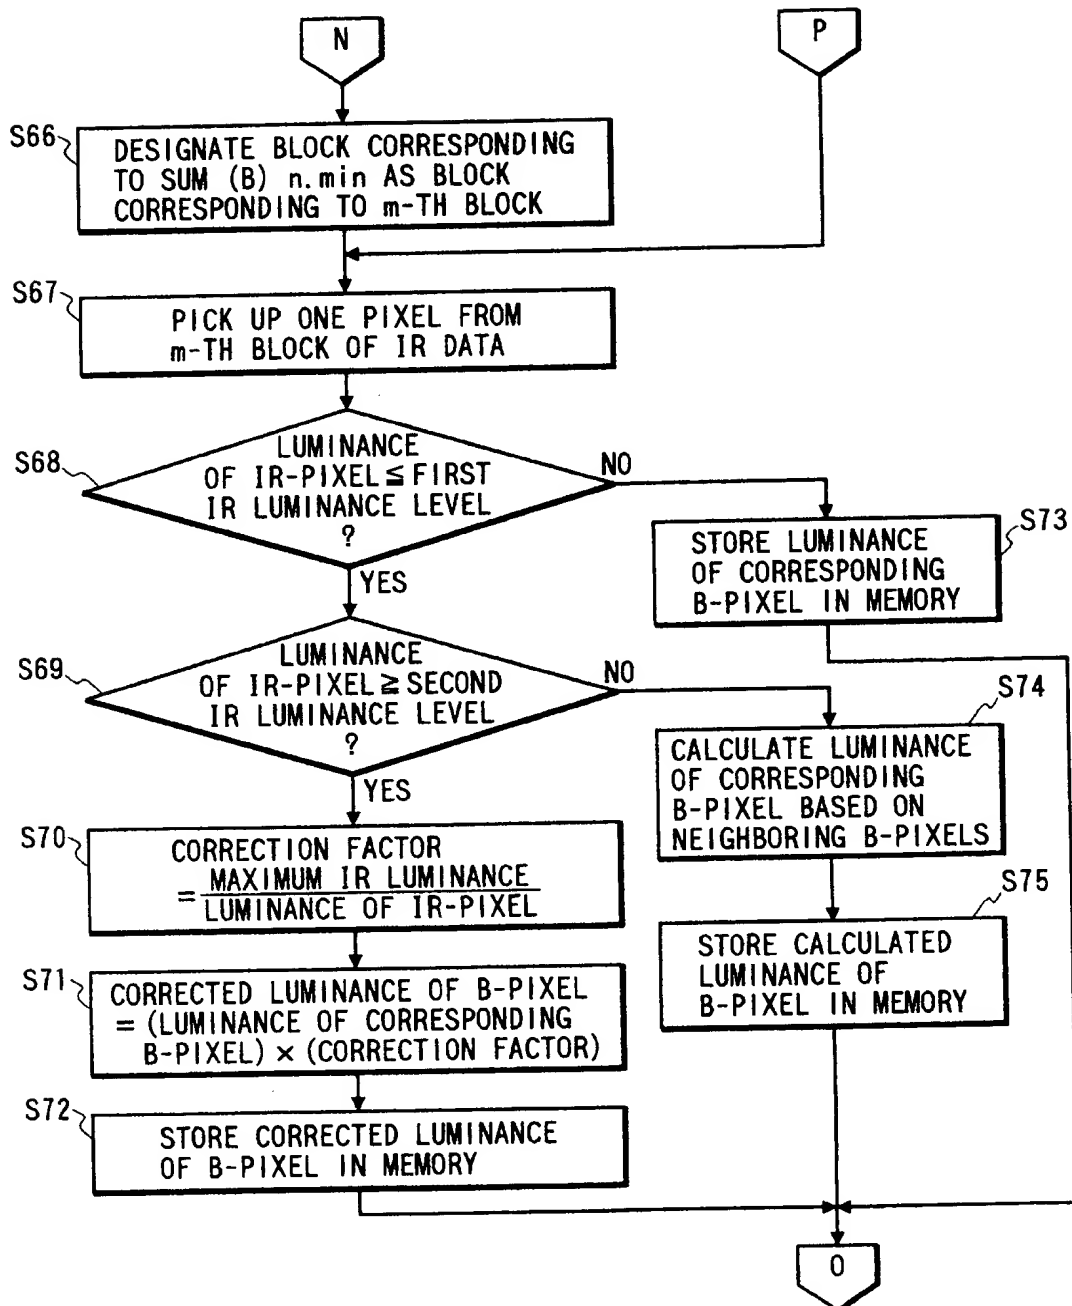 N
P
S66
DESIGNATE BLOCK CORRESPONDING
TO SUM (B) n.min AS BLOCK
CORRESPONDING TO m-TH BLOCK
S67
PICK UP ONE PIXEL FROM
m-TH BLOCK OF IR DATA
S68
LUMINANCE
OF IR-PIXEL ≦ FIRST
IR LUMINANCE LEVEL
?
NO
YES
S73
STORE LUMINANCE
OF CORRESPONDING
B-PIXEL IN MEMORY
S69
LUMINANCE
OF IR-PIXEL ≧ SECOND
IR LUMINANCE LEVEL
?
NO
YES
S74
CALCULATE LUMINANCE
OF CORRESPONDING
B-PIXEL BASED ON
NEIGHBORING B-PIXELS
S70
CORRECTION FACTOR
= MAXIMUM IR LUMINANCE
LUMINANCE OF IR-PIXEL
S75
STORE CALCULATED
LUMINANCE OF
B-PIXEL IN MEMORY
S71
CORRECTED LUMINANCE OF B-PIXEL
= (LUMINANCE OF CORRESPONDING
B-PIXEL) × (CORRECTION FACTOR)
S72
STORE CORRECTED LUMINANCE
OF B-PIXEL IN MEMORY
O